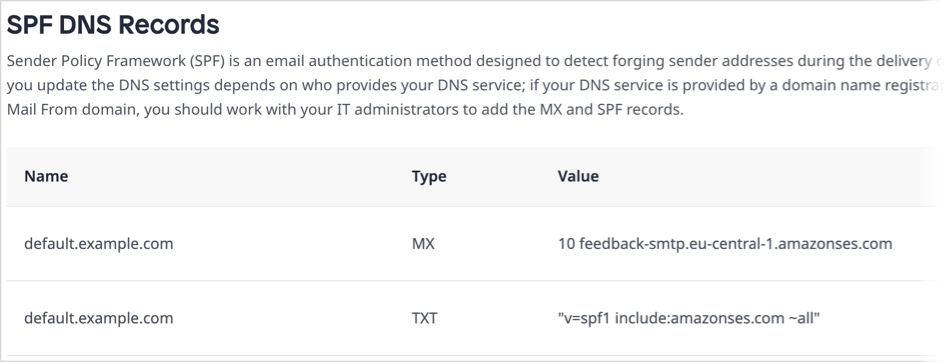 SPF DNS Records
Sender Policy Framework (SPF) is an email authentication method designed to detect forging sender addresses during the delivery
you update the DNS settings depends on who provides your DNS service; if your DNS service is provided by a domain name
Mail From domain, you should work with your IT administrators to add the MX and SPF records.
Name Type Value
default.example.com MX 10 feedback-smtp.eu-central-1.amazonses.com
default.example.com TXT "v=spf1 include:amazonses.com ~all"